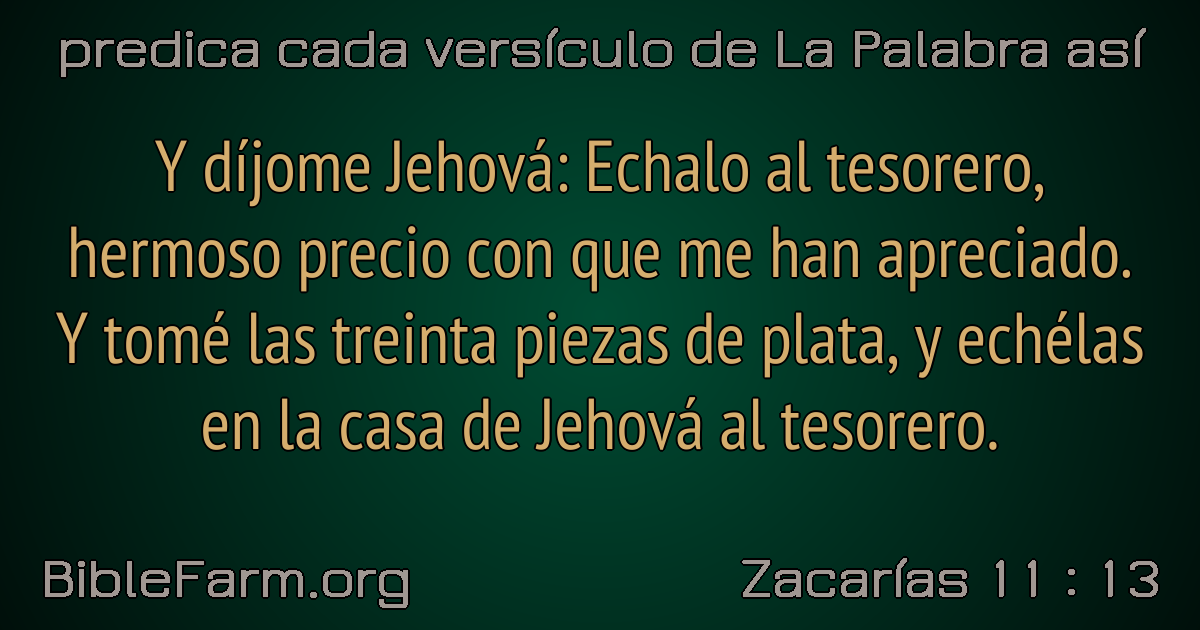 predica cada versículo de La Palabra así
Y díjome Jehová: Echalo al tesorero,
hermoso precio con que me han apreciado.
Y tomé las treinta piezas de plata, y echélas
en la casa de Jehová al tesorero.
BibleFarm.org
Zacarías 11 : 13